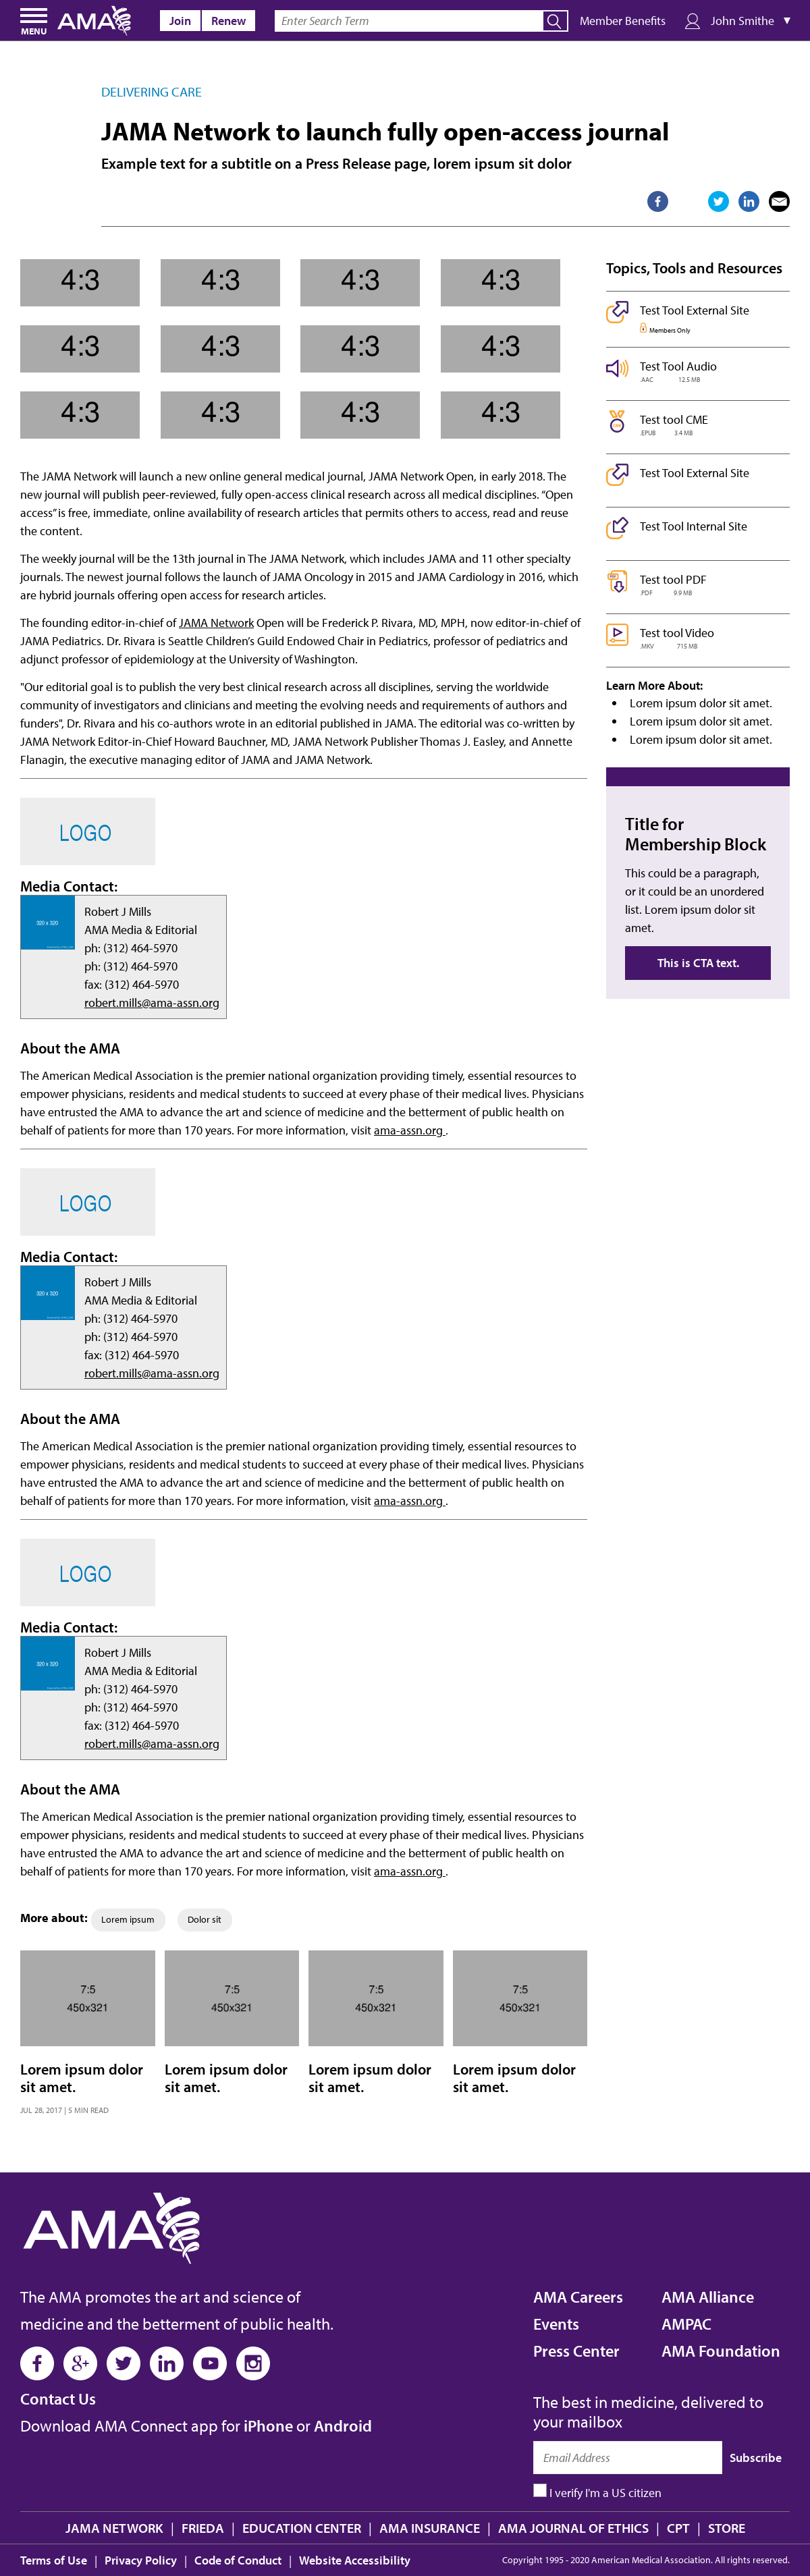 MENU
AMA
Join Renew
Enter Search Term
Member Benefits
John Smithe
DELIVERING CARE
JAMA Network to launch fully open-access journal
Example text for a subtitle on a Press Release page, lorem ipsum sit dolor
4:3 4:3 4:3 4:3
4:3 4:3 4:3 4:3
4:3 4:3 4:3 4:3
The JAMA Network will launch a new online general medical journal, JAMA Network Open, in early 2018. The
new journal will publish peer-reviewed, fully open-access clinical research across all medical disciplines. “Open
access” is free, immediate, online availability of research articles that permits others to access, read and reuse
the content.
The weekly journal will be the 13th journal in The JAMA Network, which includes JAMA and 11 other specialty
journals. The newest journal follows the launch of JAMA Oncology in 2015 and JAMA Cardiology in 2016, which
are hybrid journals offering open access for research articles.
The founding editor-in-chief of JAMA Network Open will be Frederick P. Rivara, MD, MPH, now editor-in-chief of
JAMA Pediatrics. Dr. Rivara is Seattle Children’s Guild Endowed Chair in Pediatrics, professor of pediatrics and
adjunct professor of epidemiology at the University of Washington.
"Our editorial goal is to publish the very best clinical research across all disciplines, serving the worldwide
community of investigators and clinicians and meeting the evolving needs and requirements of authors and
funders", Dr. Rivara and his co-authors wrote in an editorial published in JAMA. The editorial was co-written by
JAMA Network Editor-in-Chief Howard Bauchner, MD, JAMA Network Publisher Thomas J. Easley, and Annette
Flanagin, the executive managing editor of JAMA and JAMA Network.
LOGO
Media Contact:
320 x 320
Robert J Mills
AMA Media & Editorial
ph: (312) 464-5970
ph: (312) 464-5970
fax: (312) 464-5970
robert.mills@ama-assn.org
About the AMA
The American Medical Association is the premier national organization providing timely, essential resources to
empower physicians, residents and medical students to succeed at every phase of their medical lives. Physicians
have entrusted the AMA to advance the art and science of medicine and the betterment of public health on
behalf of patients for more than 170 years. For more information, visit ama-assn.org .
LOGO
Media Contact:
320 x 320
Robert J Mills
AMA Media & Editorial
ph: (312) 464-5970
ph: (312) 464-5970
fax: (312) 464-5970
robert.mills@ama-assn.org
About the AMA
The American Medical Association is the premier national organization providing timely, essential resources to
empower physicians, residents and medical students to succeed at every phase of their medical lives. Physicians
have entrusted the AMA to advance the art and science of medicine and the betterment of public health on
behalf of patients for more than 170 years. For more information, visit ama-assn.org .
LOGO
Media Contact:
320 x 320
Robert J Mills
AMA Media & Editorial
ph: (312) 464-5970
ph: (312) 464-5970
fax: (312) 464-5970
robert.mills@ama-assn.org
About the AMA
The American Medical Association is the premier national organization providing timely, essential resources to
empower physicians, residents and medical students to succeed at every phase of their medical lives. Physicians
have entrusted the AMA to advance the art and science of medicine and the betterment of public health on
behalf of patients for more than 170 years. For more information, visit ama-assn.org .
More about: Lorem ipsum Dolor sit
7:5 7:5 7:5 7:5
450x321 450x321 450x321 450x321
Lorem ipsum dolor Lorem ipsum dolor Lorem ipsum dolor Lorem ipsum dolor
sit amet. sit amet. sit amet. sit amet.
JUL 28, 2017 | 5 MIN READ
Topics, Tools and Resources
Test Tool External Site
Members Only
Test Tool Audio
.AAC 12.5 MB
Test tool CME
.EPUB 3.4 MB
Test Tool External Site
Test Tool Internal Site
Test tool PDF
.PDF 9.9 MB
Test tool Video
.MKV 715 MB
Learn More About:
Lorem ipsum dolor sit amet.
Lorem ipsum dolor sit amet.
Lorem ipsum dolor sit amet.
Title for
Membership Block
This could be a paragraph,
or it could be an unordered
list. Lorem ipsum dolor sit
amet.
This is CTA text.
AMA
The AMA promotes the art and science of
medicine and the betterment of public health.
Contact Us
Download AMA Connect app for iPhone or Android
AMA Careers AMA Alliance
Events AMPAC
Press Center AMA Foundation
The best in medicine, delivered to
your mailbox
Email Address Subscribe
I verify I'm a US citizen
JAMA NETWORK | FRIEDA | EDUCATION CENTER | AMA INSURANCE | AMA JOURNAL OF ETHICS | CPT | STORE
Terms of Use | Privacy Policy | Code of Conduct | Website Accessibility
Copyright 1995 - 2020 American Medical Association. All rights reserved.